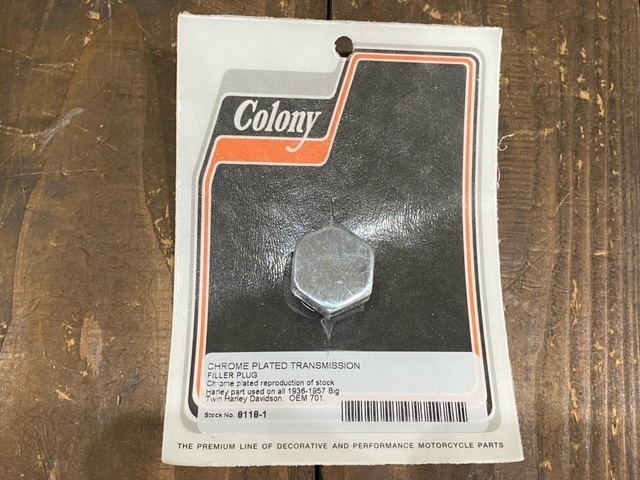 Colony
CHROME PLATED TRANSMISSION
FILLER PLUG
Chrome plated reproduction of stock
Harley part used on all 1936-1957 Big
Twin Harley Davidson. OEM 701.
Stock No. 8118-1
THE PREMIUM LINE OF DECORATIVE AND PERFORMANCE MOTORCYCLE PARTS